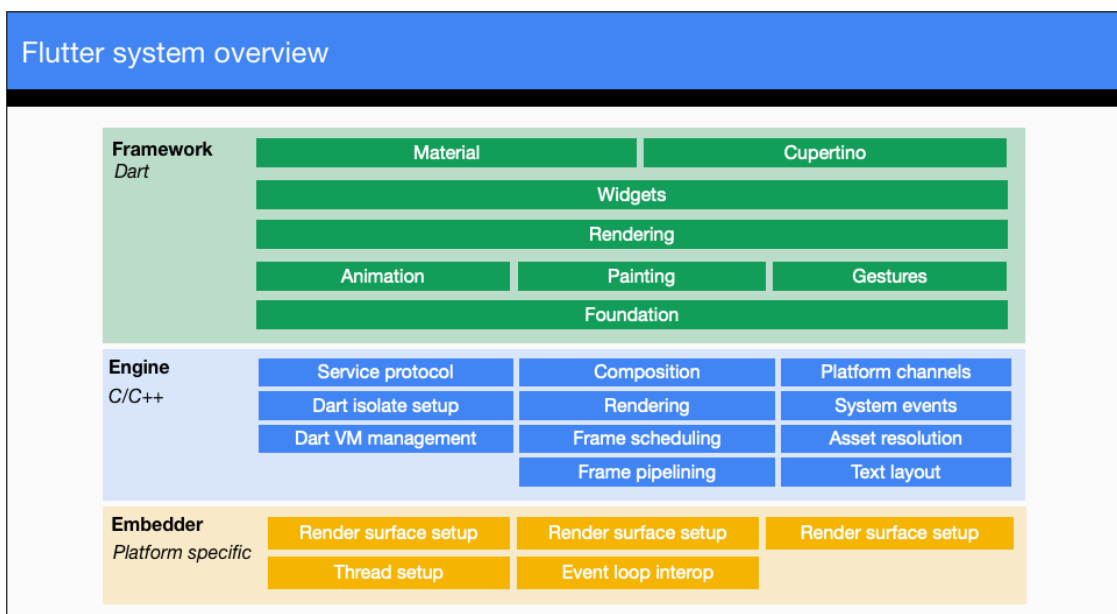 Flutter system overview
Framework
Dart
Material Cupertino
Widgets
Rendering
Animation Painting Gestures
Foundation
Engine
C/C++
Service protocol Composition Platform channels
Dart isolate setup Rendering System events
Dart VM management Frame scheduling Asset resolution
Frame pipelining Text layout
Embedder
Platform specific
Render surface setup Render surface setup Render surface setup
Thread setup Event loop interop